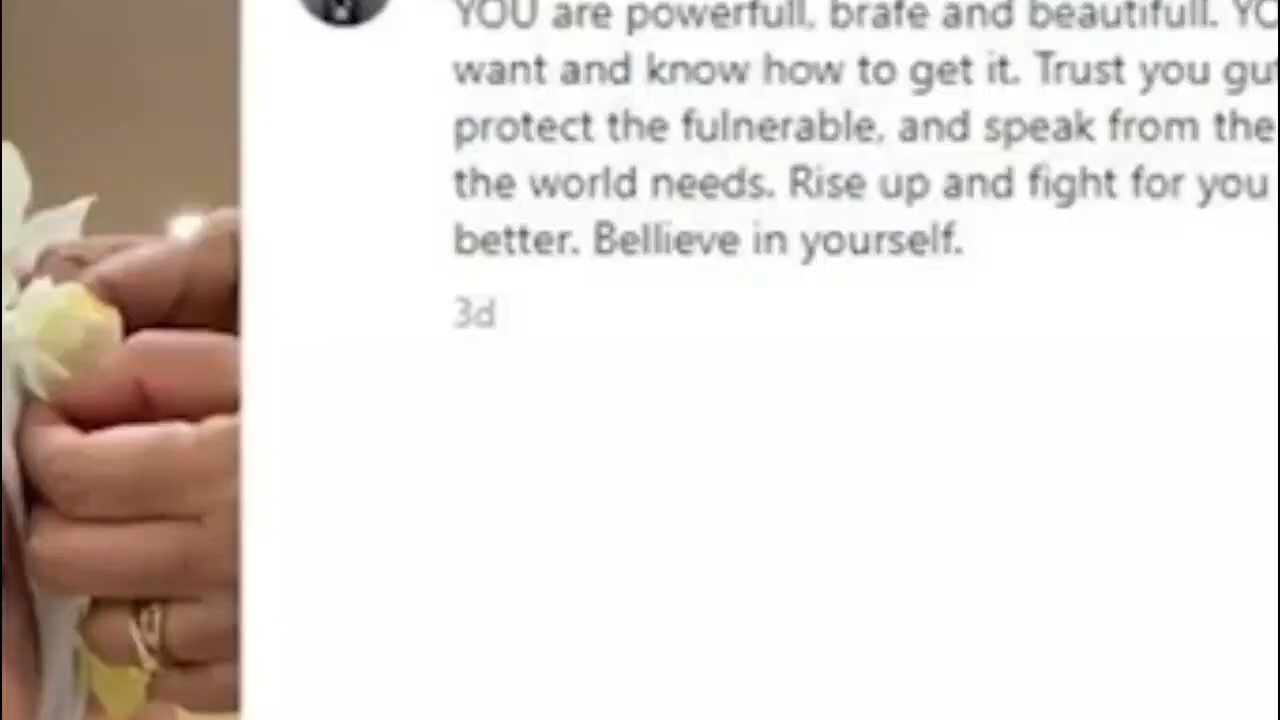 YOU are powerfull, brafe and beautifull.
want and know how to get it. Trust you
protect the fulnerable, and speak from the
the world needs. Rise up and fight for you
better. Bellieve in yourself.
3d